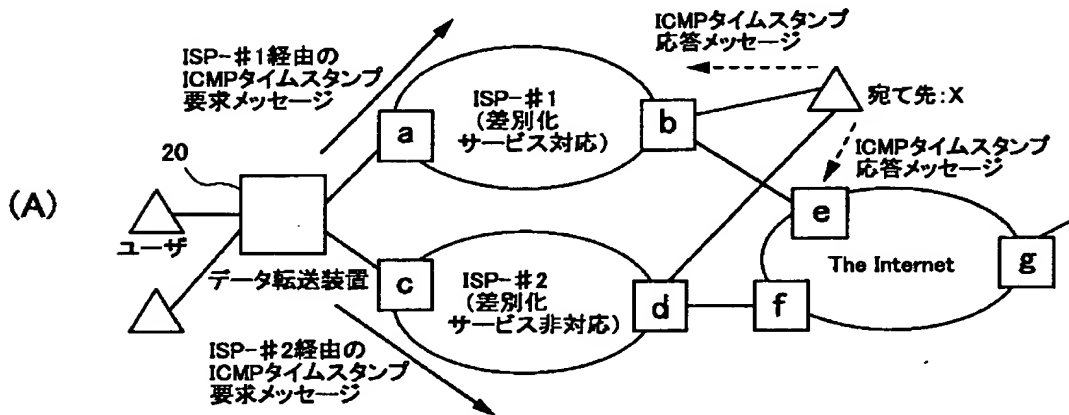 (A)
ISP-#1経由の
ICMPタイムスタンプ
要求メッセージ
ICMPタイムスタンプ
応答メッセージ
ISP-#1
(差別化
サービス対応)
a
b
宛て先:X
ICMPタイムスタンプ
応答メッセージ
20
ユーザ
データ転送装置
e
The Internet
g
c
ISP-#2
(差別化
サービス非対応)
d
f
ISP-#2経由の
ICMPタイムスタンプ
要求メッセージ